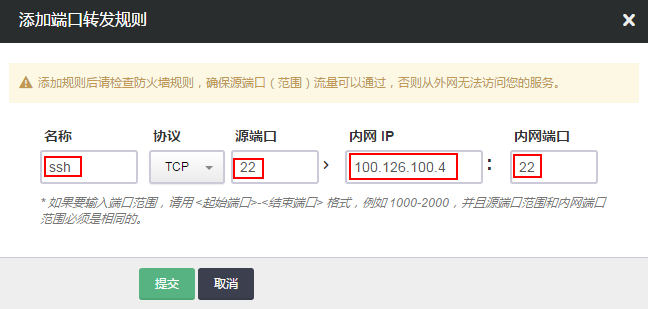 添加端口转发规则 ×
添加规则后请检查防火墙规则，确保源端口（范围）流量可以通过，否则从外网无法访问您的服务。
名称 协议 源端口 内网 IP 内网端口
ssh TCP 22 > 100.126.100.4 : 22
* 如果要输入端口范围，请用 <起始端口>-<结束端口> 格式，例如 1000-2000，并且源端口范围和内网端口
范围必须是相同的。
提交 取消